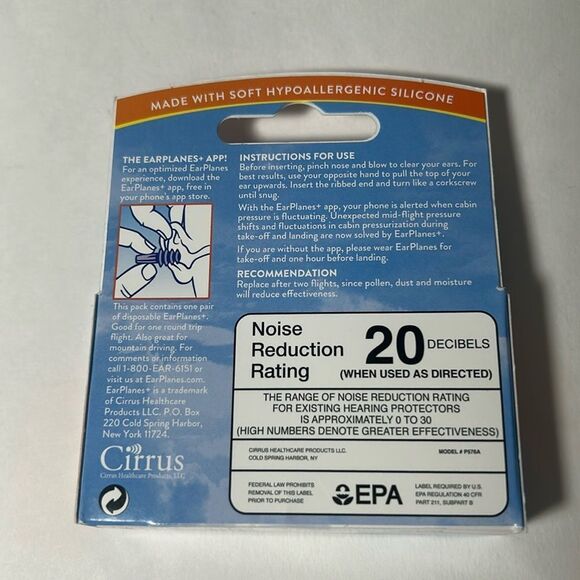 MADE WITH SOFT HYPOALLERGENIC SILICONE
THE EARPLANES+ APP!
For an optimized EarPlanes
experience, download the
EarPlanes+ app, free in
your phone's app store.
This pack contains one pair
of disposable EarPlanes+.
Good for one round trip
flight. Also great for
mountain driving. For
comments or information
call 1-800-EAR-6151 or
visit us at EarPlanes.com.
EarPlanes+ is a trademark
of Cirrus Healthcare
Products LLC. P.O. Box
220 Cold Spring Harbor,
New York 11724.
Cirrus
Cirrus Healthcare Products, LLC
INSTRUCTIONS FOR USE
Before inserting, pinch nose and blow to clear your ears. For
best results, use your opposite hand to pull the top of your
ear upwards. Insert the ribbed end and turn like a corkscrew
until snug.
With the EarPlanes+ app, your phone is alerted when cabin
pressure is fluctuating. Unexpected mid-flight pressure
shifts and fluctuations in cabin pressurization during
take-off and landing are now solved by EarPlanes+.
If you are without the app, please wear EarPlanes for
take-off and one hour before landing.
RECOMMENDATION
Replace after two flights, since pollen, dust and moisture
will reduce effectiveness.
Noise
Reduction
Rating
20 DECIBELS
(WHEN USED AS DIRECTED)
THE RANGE OF NOISE REDUCTION RATING
FOR EXISTING HEARING PROTECTORS
IS APPROXIMATELY 0 TO 30
(HIGH NUMBERS DENOTE GREATER EFFECTIVENESS)
CIRRUS HEALTHCARE PRODUCTS LLC.
COLD SPRING HARBOR, NY
MODEL # P576A
FEDERAL LAW PROHIBITS
REMOVAL OF THIS LABEL
PRIOR TO PURCHASE
EPA
LABEL REQUIRED BY U.S.
EPA REGULATION 40 CFR
PART 211, SUBPART B